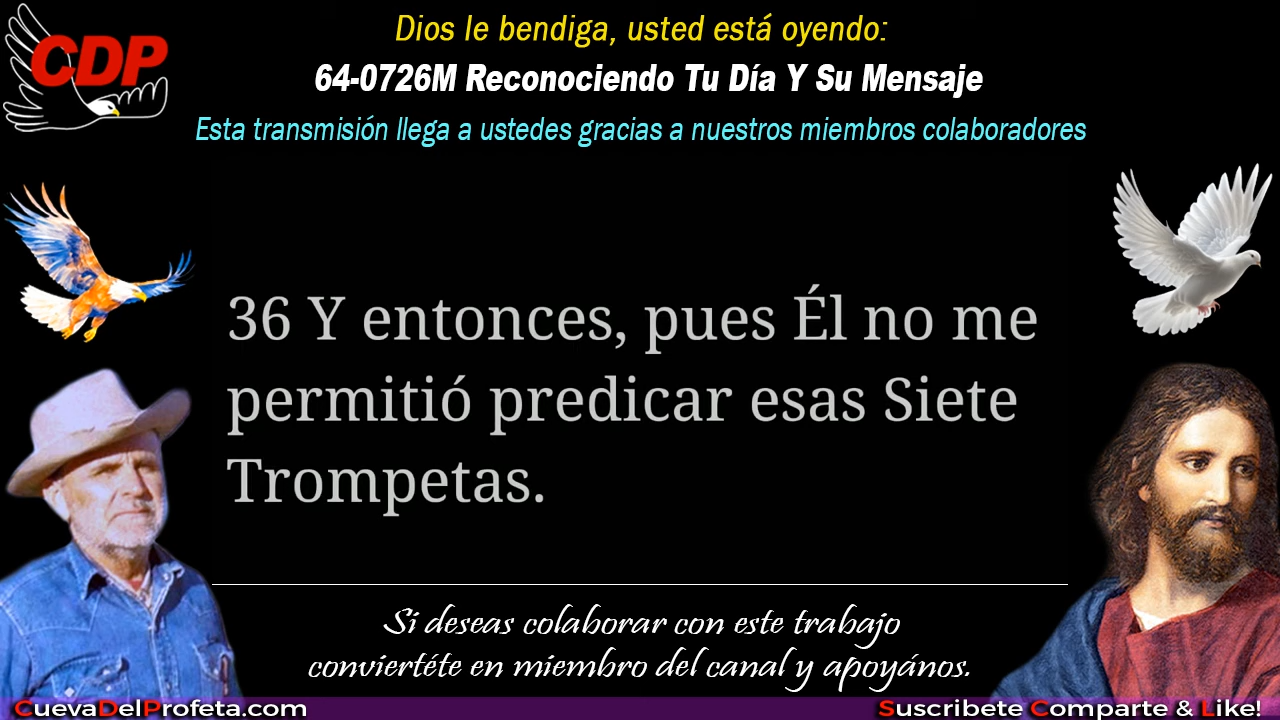 CDP
Dios le bendiga, usted está oyendo:
64-0726M Reconociendo Tu Día Y Su Mensaje
Esta transmisión llega a ustedes gracias a nuestros miembros colaboradores
36 Y entonces, pues Él no me
permitió predicar esas Siete
Trompetas.
Si deseas colaborar con este trabajo
conviertéte en miembro del canal y apoyános.
CuevaDelProfeta.com
Suscribete Comparte & Like!